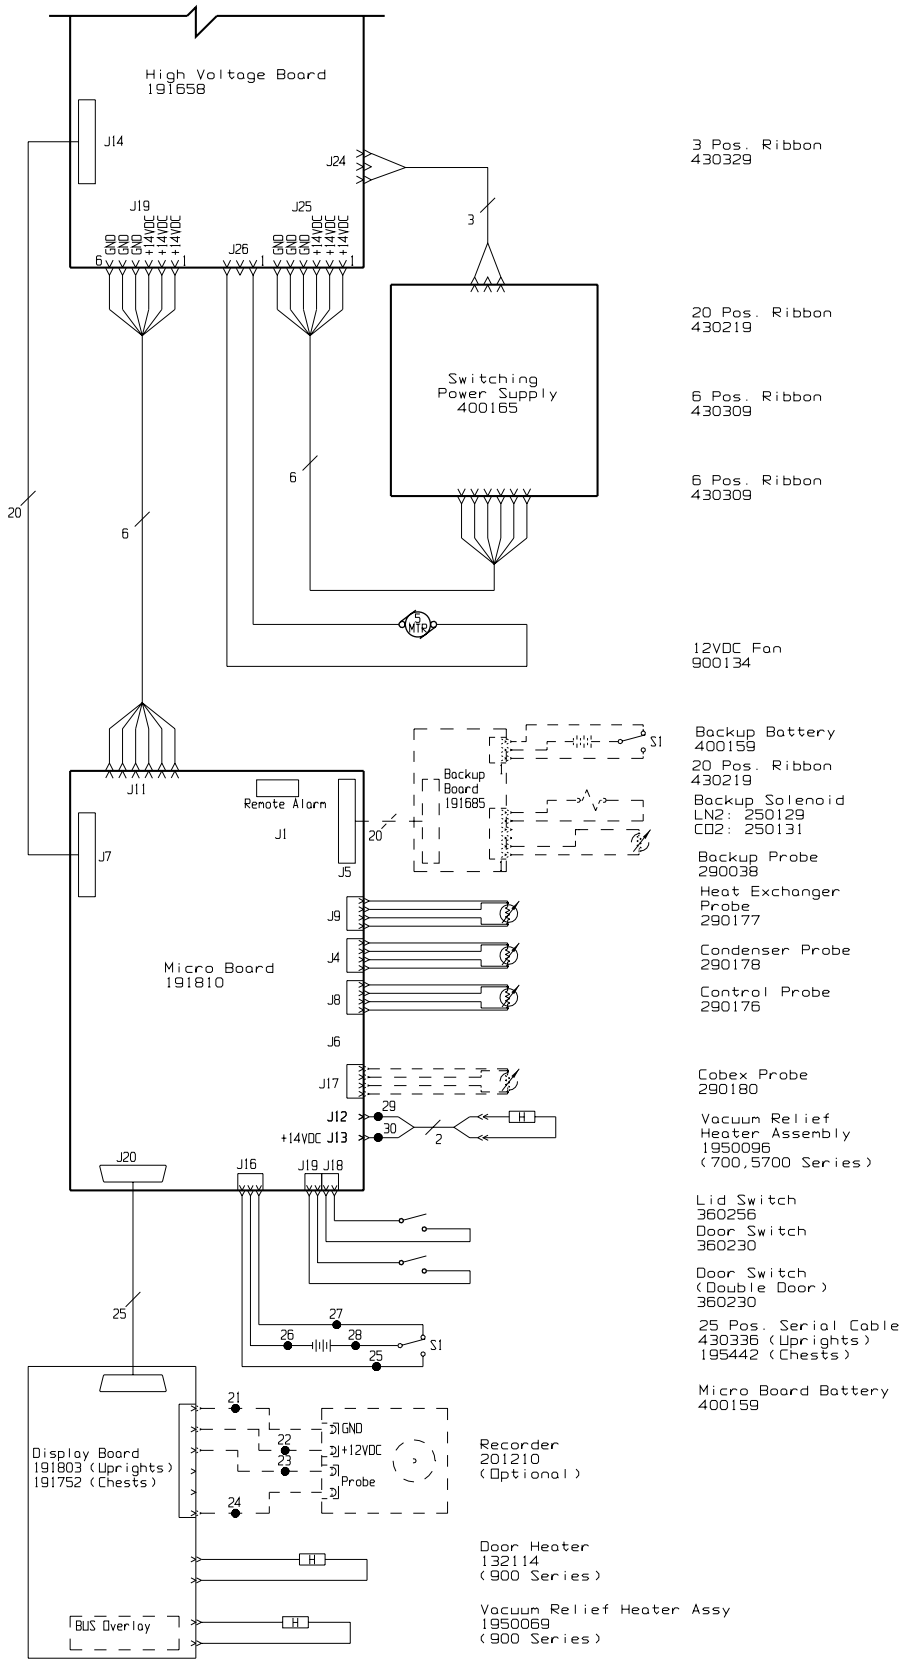 High Voltage Board
191658
J14
J24
3 Pos. Ribbon
430329
J19
J25
GND
GND
GND
+14VDC
+14VDC
+14VDC
J26
GND
GND
GND
+14VDC
+14VDC
+14VDC
6
1
1
1
3
20 Pos. Ribbon
430219
Switching
Power Supply
400165
6 Pos. Ribbon
430309
6 Pos. Ribbon
430309
6
20
6
5
MTR
12VDC Fan
900134
S1
Backup Battery
400159
20 Pos. Ribbon
430219
J11
Remote Alarm
Backup
Board
191685
Backup Solenoid
LN2: 250129
CO2: 250131
J1
20
J7
J5
Backup Probe
290038
Heat Exchanger
Probe
290177
J9
J4
Condenser Probe
290178
Micro Board
191810
J8
Control Probe
290176
J6
J17
Cobex Probe
290180
J12
29
+14VDC J13
30
2
H
Vacuum Relief
Heater Assembly
1950096
(700,5700 Series)
J20
J16
J19
J18
Lid Switch
360256
Door Switch
360230
Door Switch
(Double Door)
360230
25
27
26
28
S1
25
25 Pos. Serial Cable
430336 (Uprights)
195442 (Chests)
Micro Board Battery
400159
21
GND
22
+12VDC
23
Probe
24
Display Board
191803 (Uprights)
191752 (Chests)
Recorder
201210
(Optional)
H
Door Heater
132114
(900 Series)
BUS Overlay
H
Vacuum Relief Heater Assy
1950069
(900 Series)